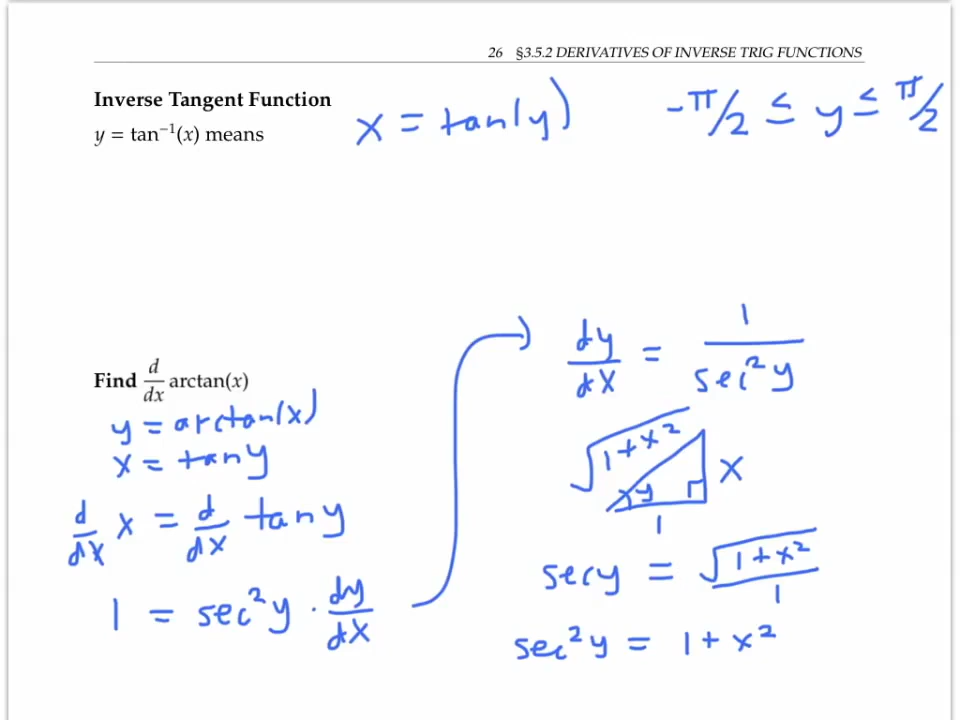 26 §3.5.2 DERIVATIVES OF INVERSE TRIG FUNCTIONS
Inverse Tangent Function
y = tan⁻¹(x) means x = tan(y) -π/2 ≤ y ≤ π/2
Find d/dx arctan(x)
y = arctan(x)
x = tan y
d/dx x = d/dx tan y
1 = sec²y · dy/dx
dy/dx = 1/sec²y
√1+x²
x
y
1
sec y = √1+x²/1
sec²y = 1+x²